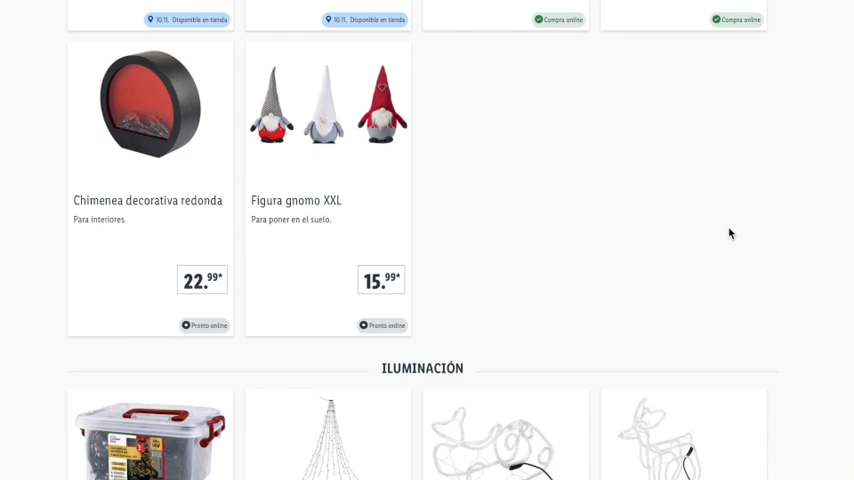 10.11. Disponible en tienda
10.11. Disponible en tienda
Compra online
Compra online
Chimenea decorativa redonda
Para interiores.
22.99*
Pronto online
Figura gnomo XXL
Para poner en el suelo.
15.99*
Pronto online
ILUMINACIÓN